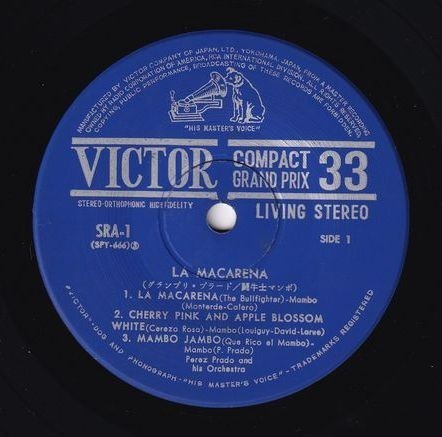 MANUFACTURED BY VICTOR COMPANY OF JAPAN, LTD., YOKOHAMA, JAPAN, FROM A MASTER RECORDING
OWNED BY RADIO CORPORATION OF AMERICA, RCA INTERNATIONAL DIVISION. ALL RIGHTS RESERVED.
COPYING, PUBLIC PERFORMANCE, BROADCASTING OF THESE RECORDS ARE FORBIDDEN.
"HIS MASTER'S VOICE"
VICTOR
COMPACT
GRAND PRIX
33
STEREO-ORTHOPHONIC HIGH FIDELITY
LIVING STEREO
SRA-1
(SPY-666)③
SIDE 1
LA MACARENA
(グランプリ・プラード/闘牛士マンボ)
1. LA MACARENA(The Bullfighter)-Mambo
(Monterde-Calero)
2. CHERRY PINK AND APPLE BLOSSOM
WHITE(Cereza Rosa)-Mambo(Louiguy-David-Larue)
3. MAMBO JAMBO(Que Rico el Mambo)-
Mambo(P. Prado)
Perez Prado and
his Orchestra
"VICTOR"-DOG AND PHONOGRAPH-"HIS MASTER'S VOICE"-TRADEMARKS REGISTERED